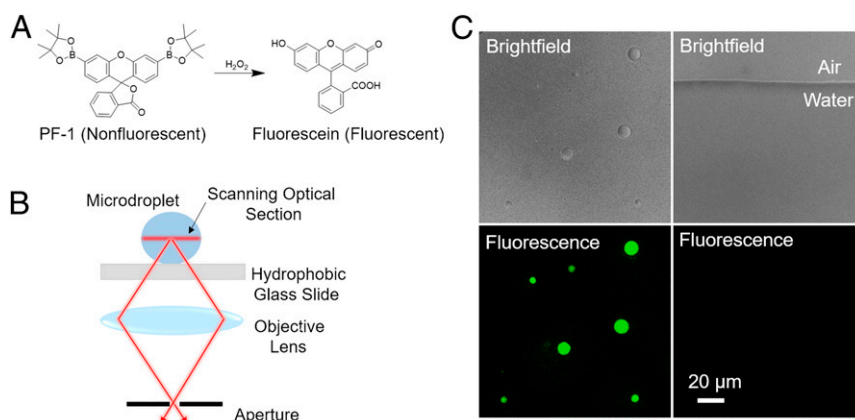 A
O
O
B
O
O
B
O
O
O
H₂O₂
HO
O
O
COOH
PF-1 (Nonfluorescent)
Fluorescein (Fluorescent)
B
Microdroplet
Scanning Optical
Section
Hydrophobic
Glass Slide
Objective
Lens
Aperture
C
Brightfield
Brightfield
Air
Water
Fluorescence
Fluorescence
20 μm